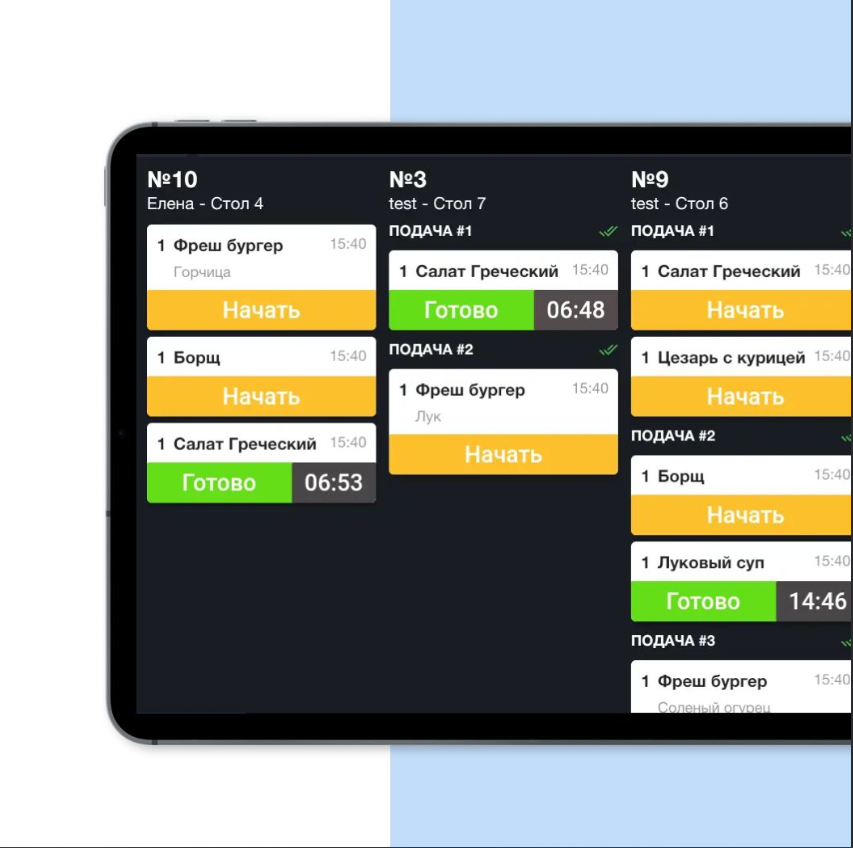 №10
Елена - Стол 4
1 Фреш бургер 15:40
Горчица
Начать
1 Борщ 15:40
Начать
1 Салат Греческий 15:40
Готово 06:53
№3
test - Стол 7
ПОДАЧА #1
1 Салат Греческий 15:40
Готово 06:48
ПОДАЧА #2
1 Фреш бургер 15:40
Лук
Начать
№9
test - Стол 6
ПОДАЧА #1
1 Салат Греческий 15:40
Начать
1 Цезарь с курицей 15:40
Начать
ПОДАЧА #2
1 Борщ 15:40
Начать
1 Луковый суп 15:40
Готово 14:46
ПОДАЧА #3
1 Фреш бургер 15:40
Соленый огурец